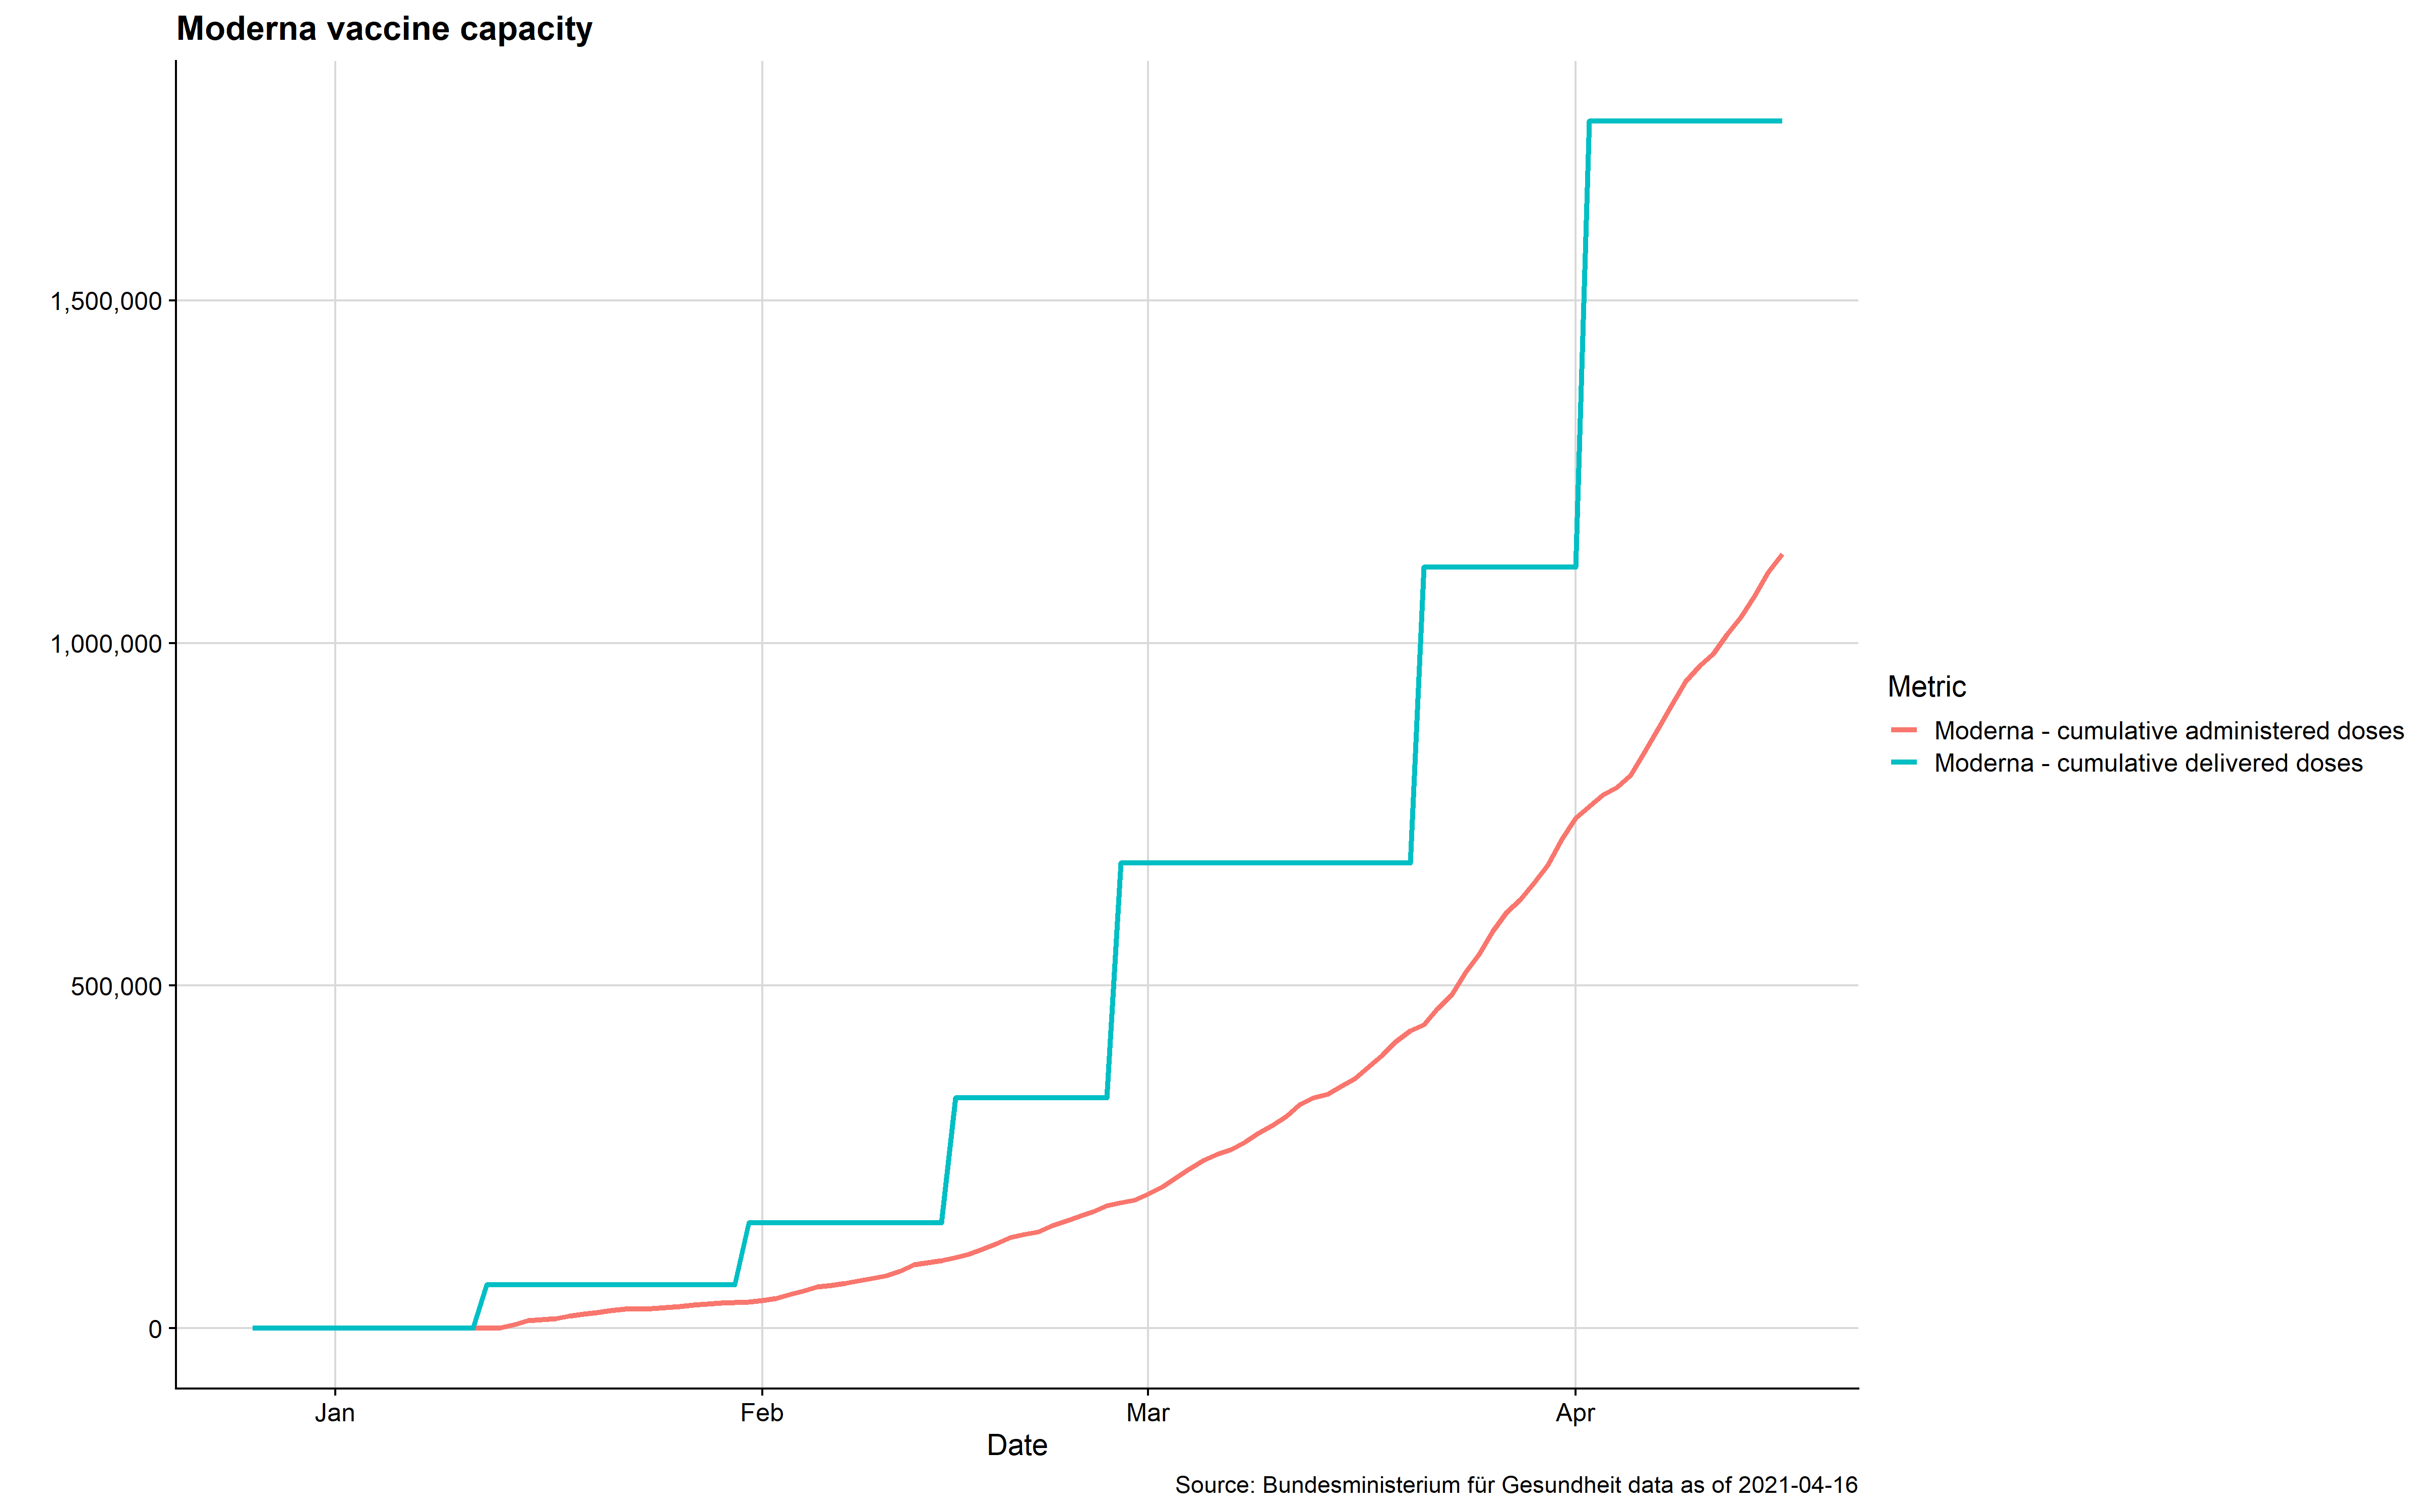 Moderna vaccine capacity
1,500,000
1,000,000
500,000
0
Jan Feb Mar Apr
Date
Metric
Moderna - cumulative administered doses
Moderna - cumulative delivered doses
Source: Bundesministerium für Gesundheit data as of 2021-04-16